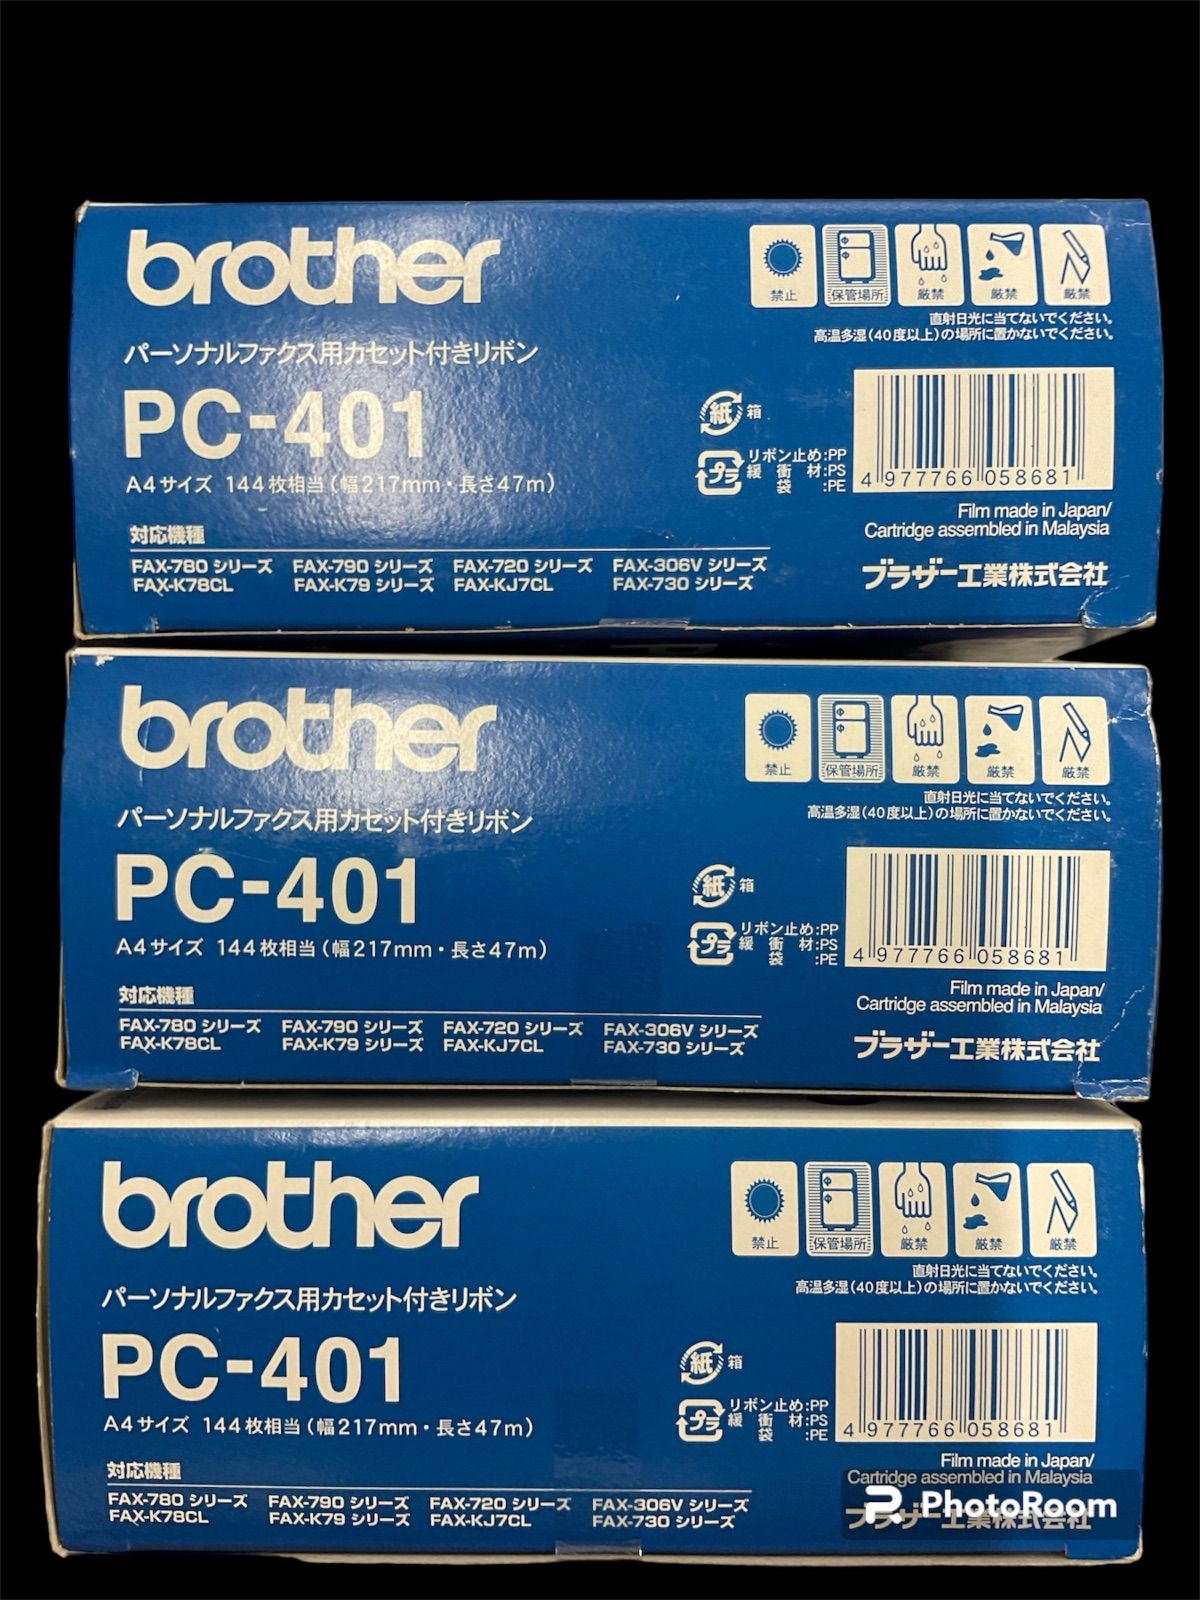 brother
禁止 保管場所 厳禁 厳禁 厳禁
直射日光に当てないでください。
高温多湿(40度以上)の場所に置かないでください。
パーソナルファクス用カセット付きリボン
PC-401
A4サイズ 144枚相当(幅217mm・長さ47m)
紙 箱
プラ リボン止め:PP
緩衝材:PS
袋:PE
4 977766 058681
Film made in Japan/
Cartridge assembled in Malaysia
対応機種
FAX-780 シリーズ FAX-790 シリーズ FAX-720 シリーズ FAX-306V シリーズ
FAX-K78CL FAX-K79 シリーズ FAX-KJ7CL FAX-730 シリーズ
ブラザー工業株式会社
brother
禁止 保管場所 厳禁 厳禁 厳禁
直射日光に当てないでください。
高温多湿(40度以上)の場所に置かないでください。
パーソナルファクス用カセット付きリボン
PC-401
A4サイズ 144枚相当(幅217mm・長さ47m)
紙 箱
プラ リボン止め:PP
緩衝材:PS
袋:PE
4 977766 058681
Film made in Japan/
Cartridge assembled in Malaysia
対応機種
FAX-780 シリーズ FAX-790 シリーズ FAX-720 シリーズ FAX-306V シリーズ
FAX-K78CL FAX-K79 シリーズ FAX-KJ7CL FAX-730 シリーズ
ブラザー工業株式会社
brother
禁止 保管場所 厳禁 厳禁 厳禁
直射日光に当てないでください。
高温多湿(40度以上)の場所に置かないでください。
パーソナルファクス用カセット付きリボン
PC-401
A4サイズ 144枚相当(幅217mm・長さ47m)
紙 箱
プラ リボン止め:PP
緩衝材:PS
袋:PE
4 977766 058681
Film made in Japan/
Cartridge assembled in Malaysia
対応機種
FAX-780 シリーズ FAX-790 シリーズ FAX-720 シリーズ FAX-306V シリーズ
FAX-K78CL FAX-K79 シリーズ FAX-KJ7CL FAX-730 シリーズ
ブラザー工業株式会社
PhotoRoom